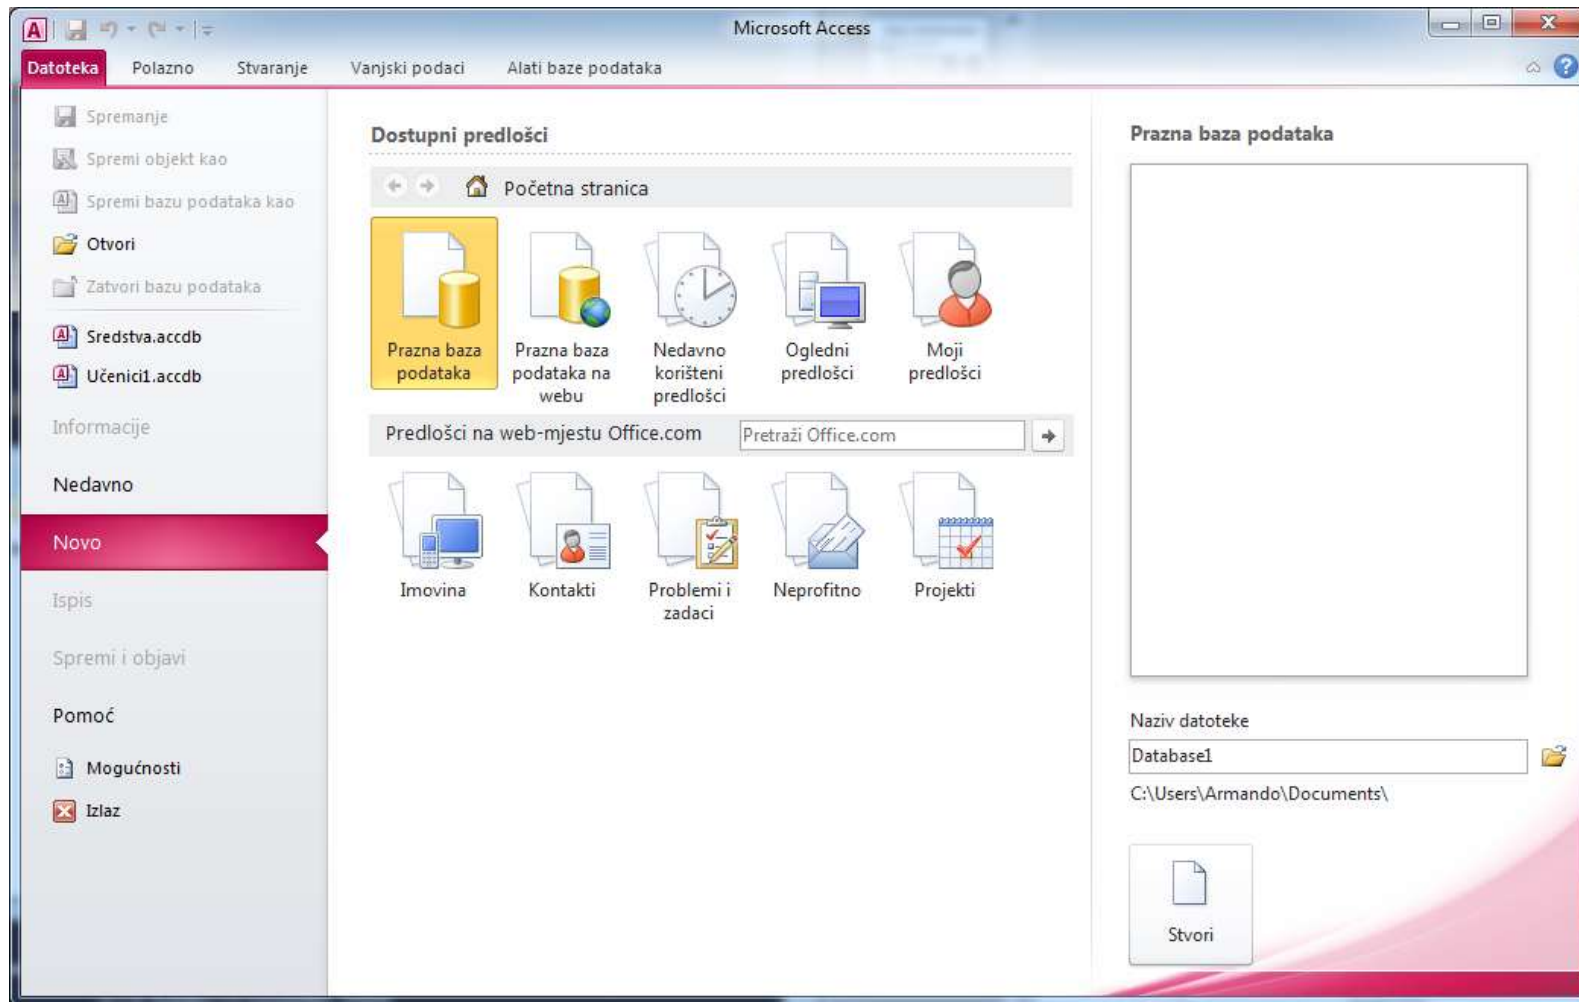 Microsoft Access
Datoteka Polazno Stvaranje Vanjski podaci Alati baze podataka
Spremanje
Spremi objekt kao
Spremi bazu podataka kao
Otvori
Zatvori bazu podataka
Sredstva.accdb
Učenici1.accdb
Informacije
Nedavno
Novo
Ispis
Spremi i objavi
Pomoć
Mogućnosti
Izlaz
Dostupni predlošci
Početna stranica
Prazna baza
podataka
Prazna baza
podataka na
webu
Nedavno
korišteni
predlošci
Ogledni
predlošci
Moji
predlošci
Predlošci na web-mjestu Office.com Pretraži Office.com
Imovina
Kontakti
Problemi i
zadaci
Neprofitno
Projekti
Prazna baza podataka
Naziv datoteke
Database1
C:\Users\Armando\Documents\
Stvori